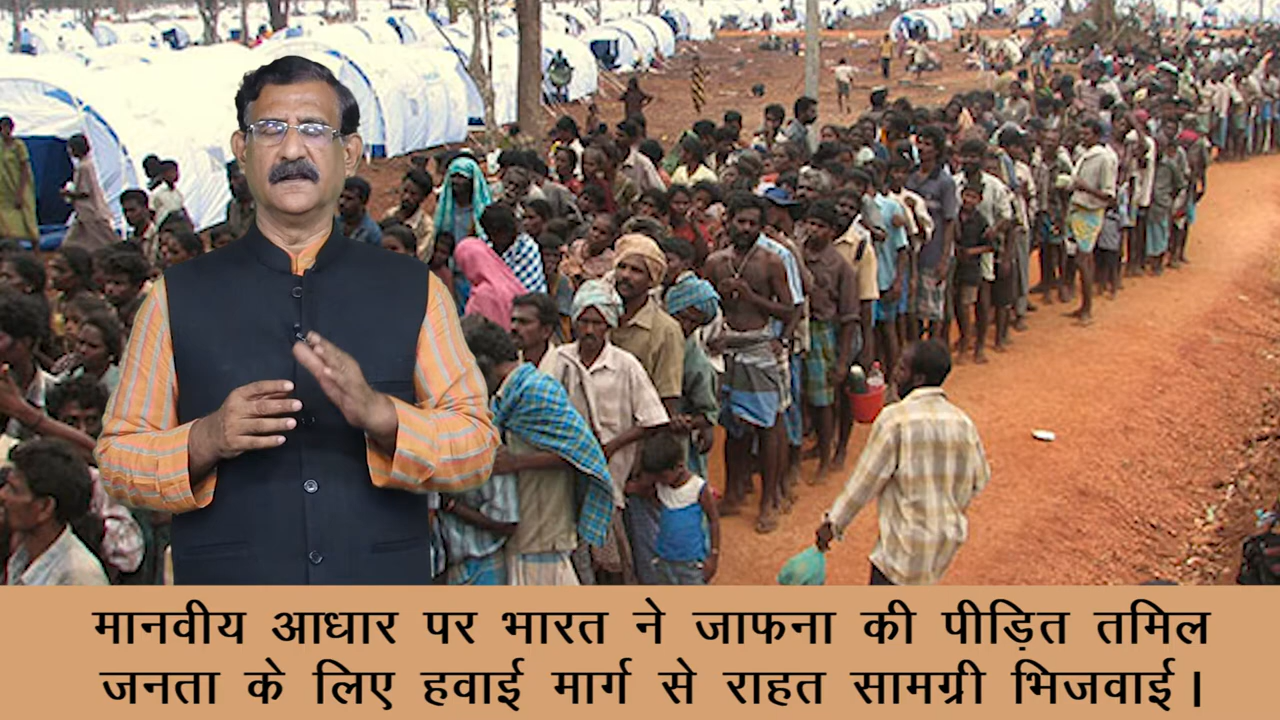 मानवीय आधार पर भारत ने जाफना की पीड़ित तमिल
जनता के लिए हवाई मार्ग से राहत सामग्री भिजवाई।